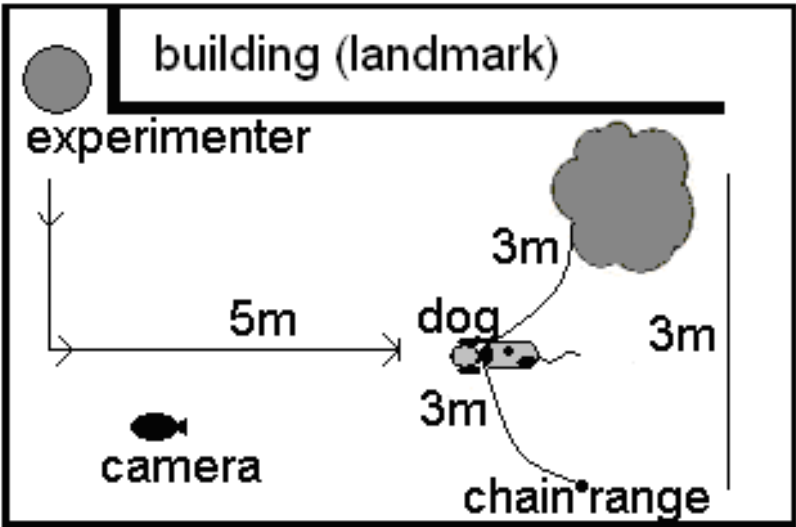 building (landmark)
experimenter
3m
5m
dog
3m
3m
camera
chain range